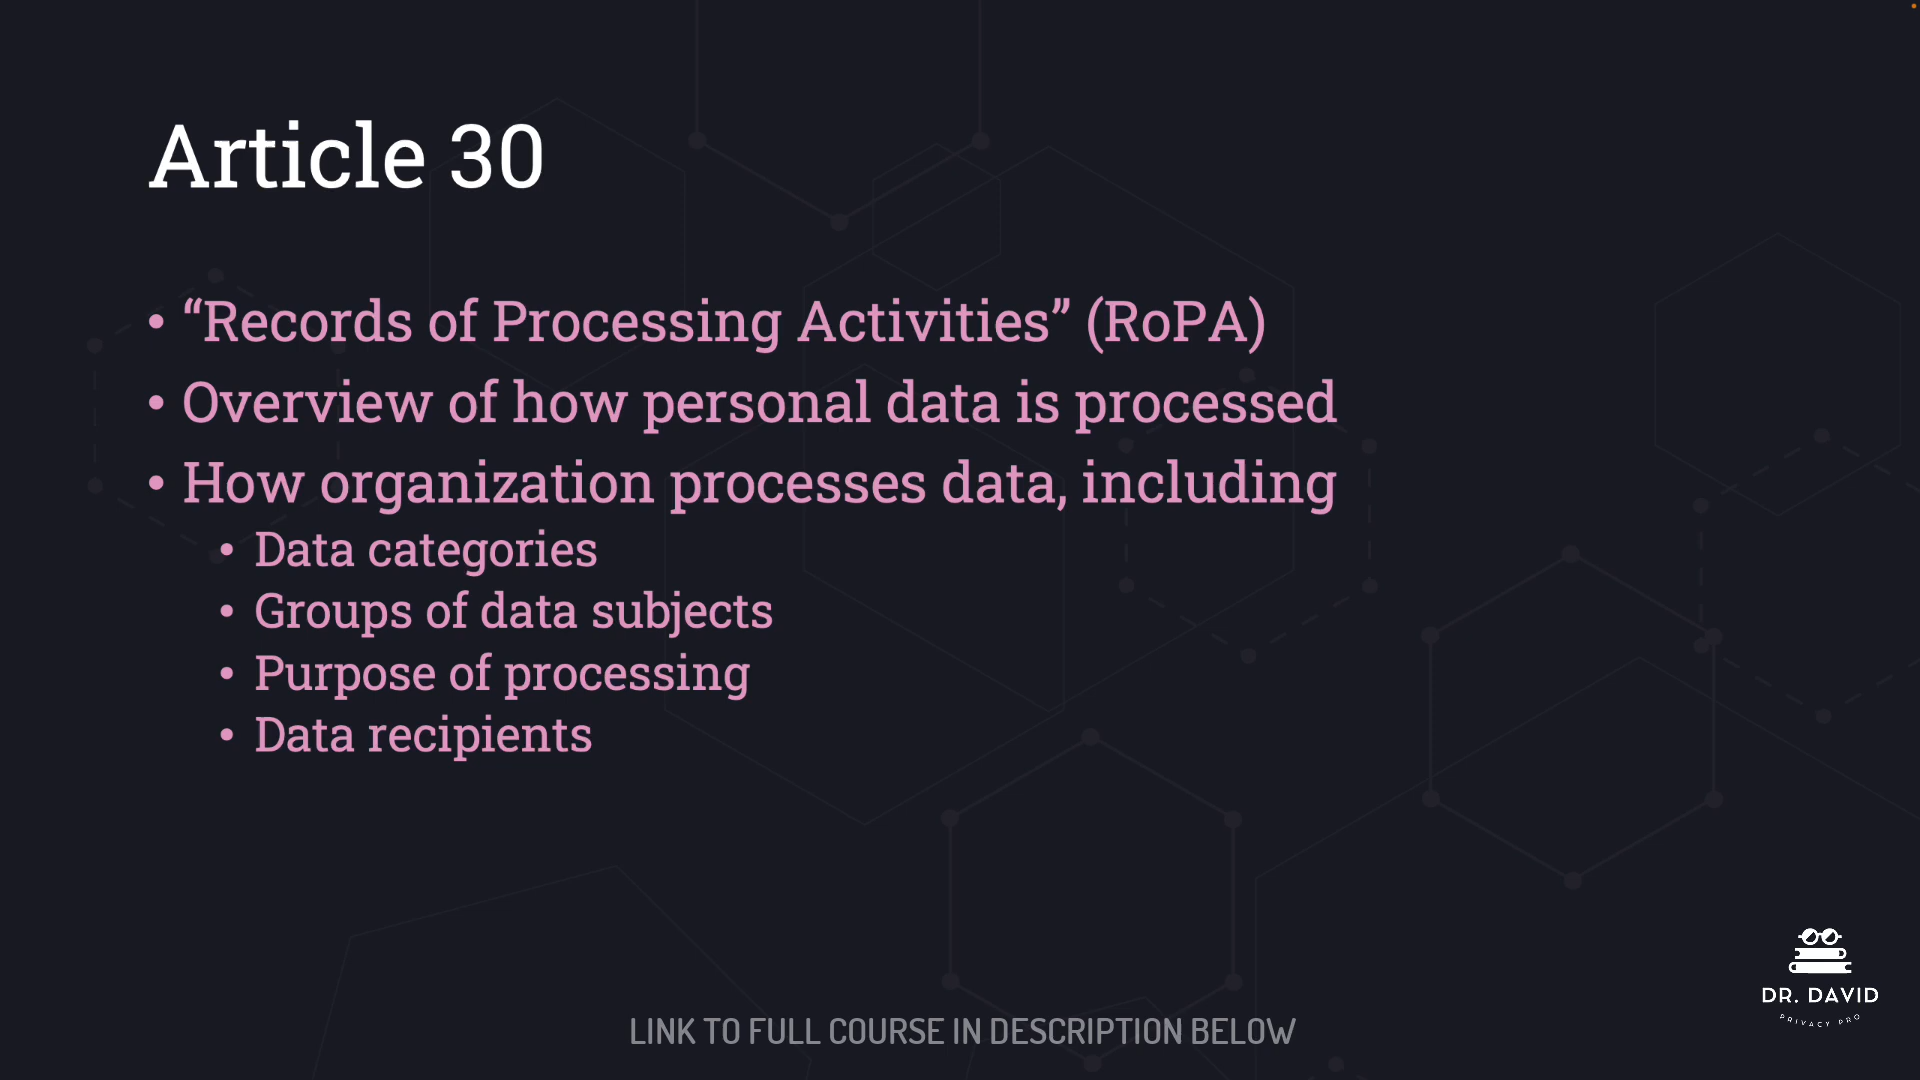 Article 30
• “Records of Processing Activities” (RoPA)
• Overview of how personal data is processed
• How organization processes data, including
• Data categories
• Groups of data subjects
• Purpose of processing
• Data recipients
DR. DAVID
PRIVACY PRO
LINK TO FULL COURSE IN DESCRIPTION BELOW